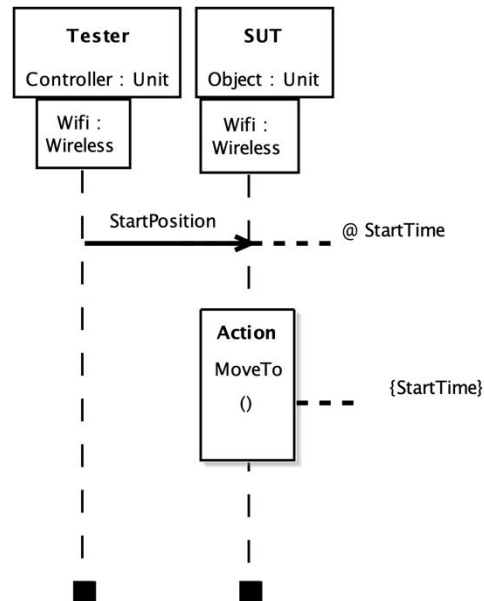 Tester
SUT
Controller : Unit
Object : Unit
Wifi :
Wireless
Wifi :
Wireless
StartPosition
@ StartTime
Action
MoveTo
()
{StartTime}